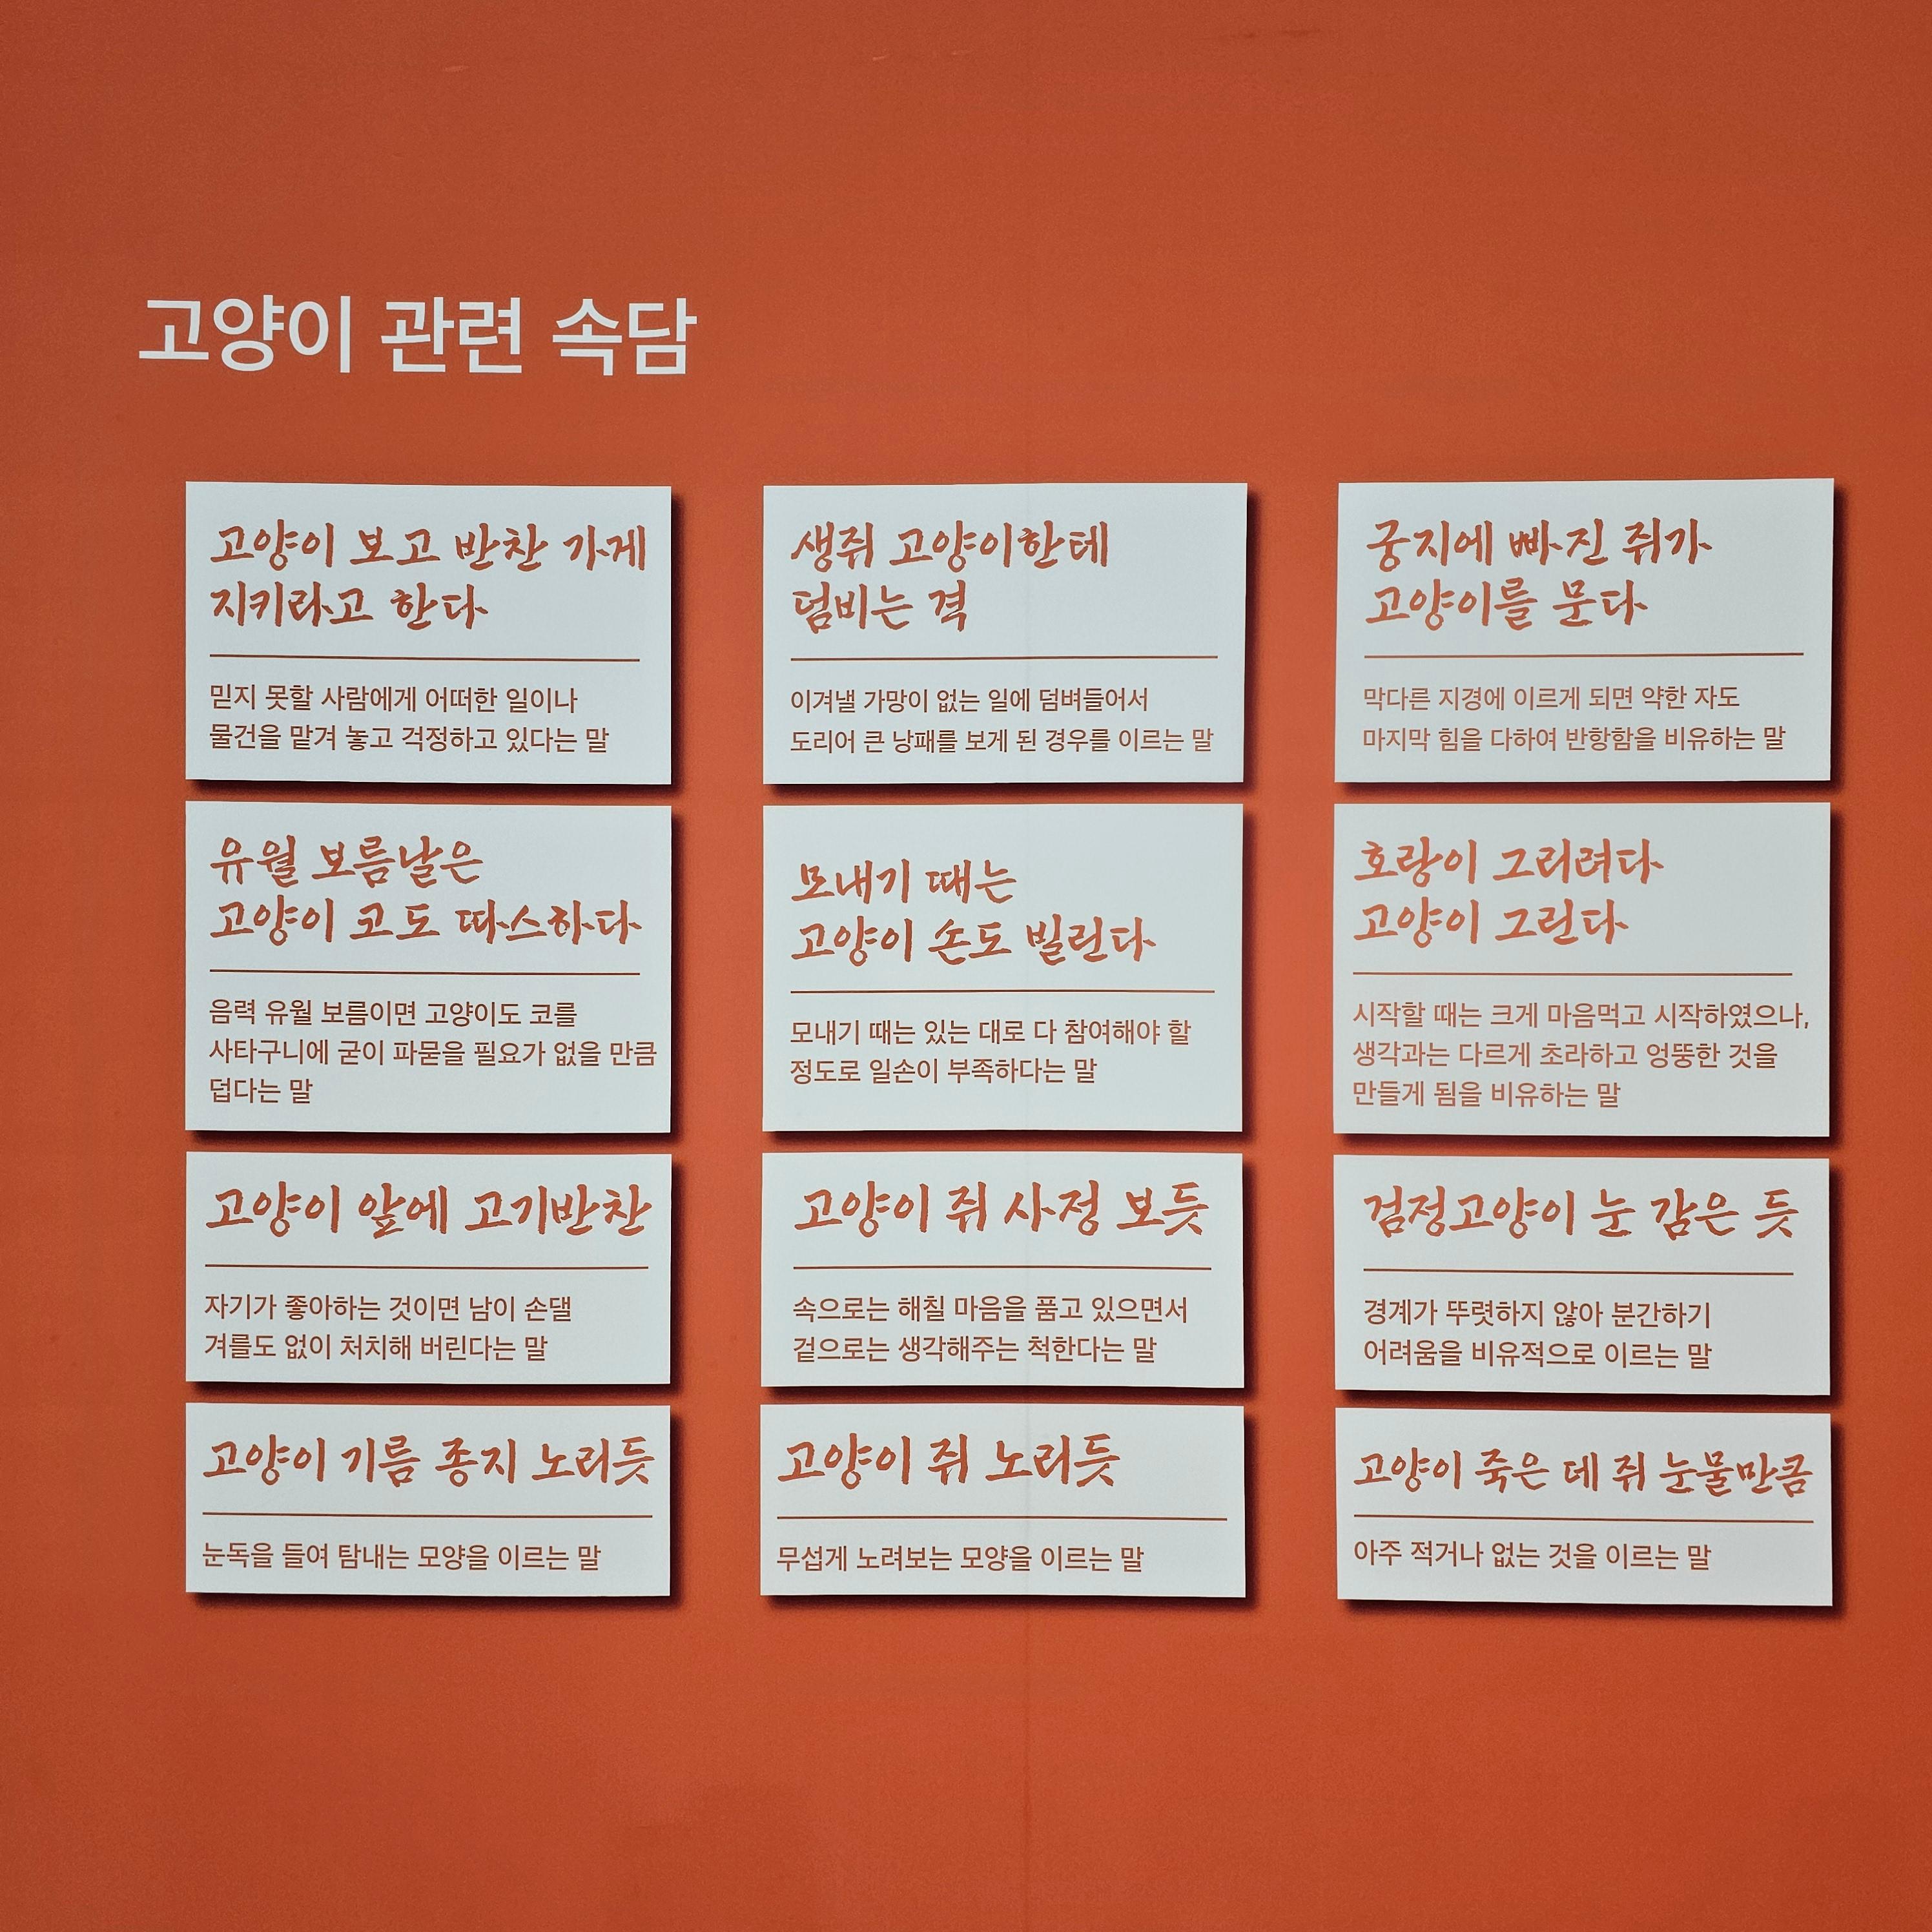 고양이 관련 속담
고양이 보고 반찬 가게
지키라고 한다
믿지 못할 사람에게 어떠한 일이나
물건을 맡겨 놓고 걱정하고 있다는 말
생쥐 고양이한테
덤비는 격
이겨낼 가망이 없는 일에 덤벼들어서
도리어 큰 낭패를 보게 된 경우를 이르는 말
궁지에 빠진 쥐가
고양이를 문다
막다른 지경에 이르게 되면 약한 자도
마지막 힘을 다하여 반항함을 비유하는 말
유월 보름날은
고양이 코도 따스하다
음력 유월 보름이면 고양이도 코를
사타구니에 굳이 파묻을 필요가 없을 만큼
덥다는 말
모내기 때는
고양이 손도 빌린다
모내기 때는 있는 대로 다 참여해야 할
정도로 일손이 부족하다는 말
호랑이 그리려다
고양이 그린다
시작할 때는 크게 마음먹고 시작하였으나,
생각과는 다르게 초라하고 엉뚱한 것을
만들게 됨을 비유하는 말
고양이 앞에 고기반찬
자기가 좋아하는 것이면 남이 손댈
겨를도 없이 처치해 버린다는 말
고양이 쥐 사정 보듯
속으로는 해칠 마음을 품고 있으면서
겉으로는 생각해주는 척한다는 말
검정고양이 눈 감은 듯
경계가 뚜렷하지 않아 분간하기
어려움을 비유적으로 이르는 말
고양이 기름 종지 노리듯
눈독을 들여 탐내는 모양을 이르는 말
고양이 쥐 노리듯
무섭게 노려보는 모양을 이르는 말
고양이 죽은 데 쥐 눈물만큼
아주 적거나 없는 것을 이르는 말